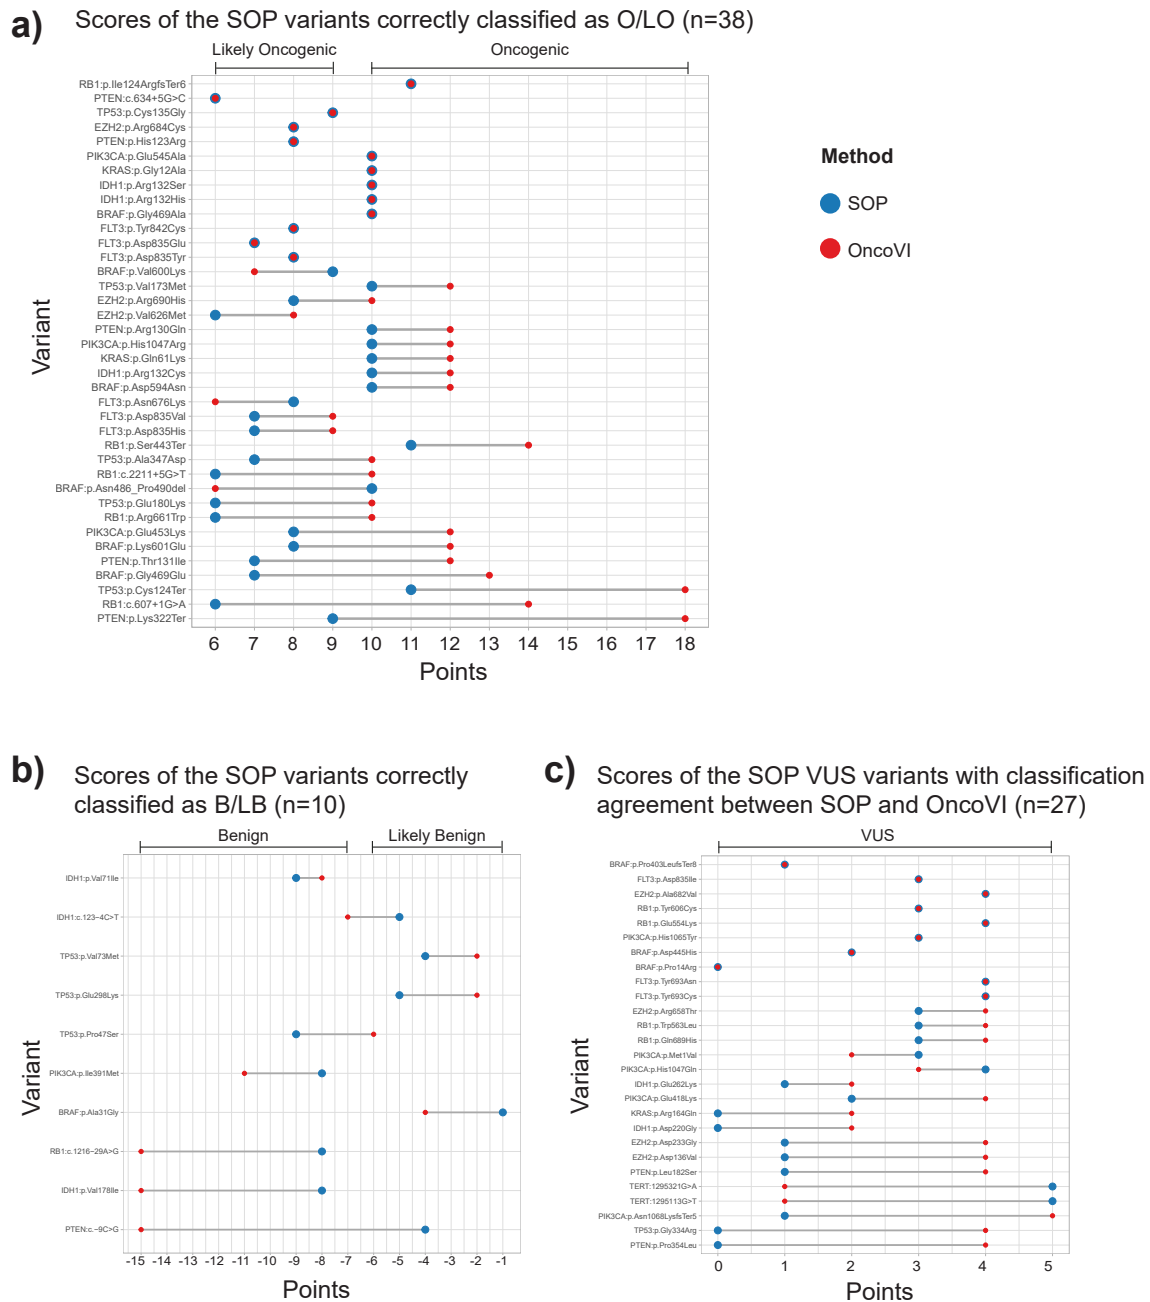 a) Scores of the SOP variants correctly classified as O/LO (n=38)
Likely Oncogenic
Oncogenic
RB1:p.Ile124ArgfsTer6
PTEN:c.634+5G>C
TP53:p.Cys135Gly
EZH2:p.Arg684Cys
PTEN:p.His123Arg
PIK3CA:p.Glu545Ala
KRAS:p.Gly12Ala
IDH1:p.Arg132Ser
IDH1:p.Arg132His
BRAF:p.Gly469Ala
FLT3:p.Tyr842Cys
FLT3:p.Asp835Glu
FLT3:p.Asp835Tyr
BRAF:p.Val600Lys
TP53:p.Val173Met
EZH2:p.Arg690His
EZH2:p.Val626Met
PTEN:p.Arg130Gln
PIK3CA:p.His1047Arg
KRAS:p.Gln61Lys
IDH1:p.Arg132Cys
BRAF:p.Asp594Asn
FLT3:p.Asn676Lys
FLT3:p.Asp835Val
FLT3:p.Asp835His
RB1:p.Ser443Ter
TP53:p.Ala347Asp
RB1:c.2211+5G>T
BRAF:p.Asn486_Pro490del
TP53:p.Glu180Lys
RB1:p.Arg661Trp
PIK3CA:p.Glu453Lys
BRAF:p.Lys601Glu
PTEN:p.Thr131Ile
BRAF:p.Gly469Glu
TP53:p.Cys124Ter
RB1:c.607+1G>A
PTEN:p.Lys322Ter
Variant
6 7 8 9 10 11 12 13 14 15 16 17 18
Points
Method
SOP
OncoVI
b) Scores of the SOP variants correctly
classified as B/LB (n=10)
Benign
Likely Benign
IDH1:p.Val71Ile
IDH1:c.123−4C>T
TP53:p.Val73Met
TP53:p.Glu298Lys
TP53:p.Pro47Ser
PIK3CA:p.Ile391Met
BRAF:p.Ala31Gly
RB1:c.1216−29A>G
IDH1:p.Val178Ile
PTEN:c.−9C>G
Variant
-15 -14 -13 -12 -11 -10 -9 -8 -7 -6 -5 -4 -3 -2 -1
Points
c) Scores of the SOP VUS variants with classification
agreement between SOP and OncoVI (n=27)
VUS
BRAF:p.Pro403LeufsTer8
FLT3:p.Asp835Ile
EZH2:p.Ala682Val
RB1:p.Tyr606Cys
RB1:p.Glu554Lys
PIK3CA:p.His1065Tyr
BRAF:p.Asp445His
BRAF:p.Pro14Arg
FLT3:p.Tyr693Asn
FLT3:p.Tyr693Cys
EZH2:p.Arg658Thr
RB1:p.Trp563Leu
RB1:p.Gln689His
PIK3CA:p.Met1Val
PIK3CA:p.His1047Gln
IDH1:p.Glu262Lys
PIK3CA:p.Glu418Lys
KRAS:p.Arg164Gln
IDH1:p.Asp220Gly
EZH2:p.Asp233Gly
EZH2:p.Asp136Val
PTEN:p.Leu182Ser
TERT:1295321G>A
TERT:1295113G>T
PIK3CA:p.Asn1068LysfsTer5
TP53:p.Gly334Arg
PTEN:p.Pro354Leu
Variant
0 1 2 3 4 5
Points